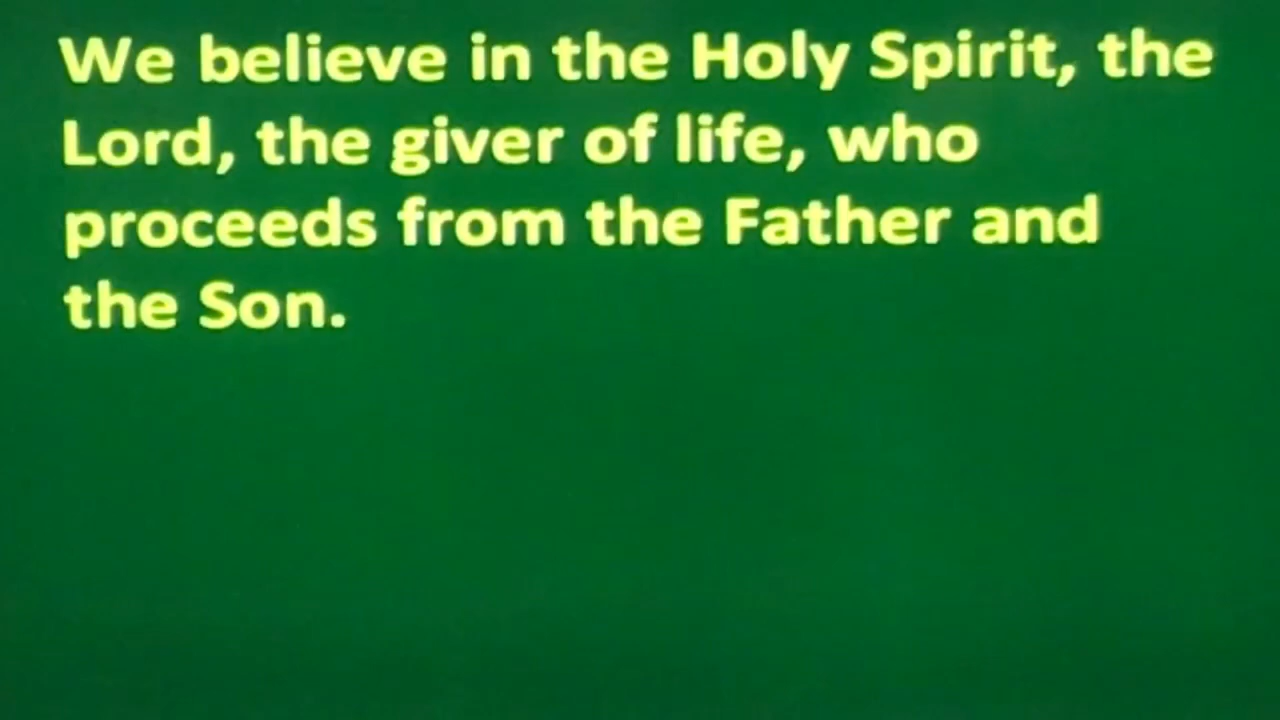 We believe in the Holy Spirit, the
Lord, the giver of life, who
proceeds from the Father and
the Son.